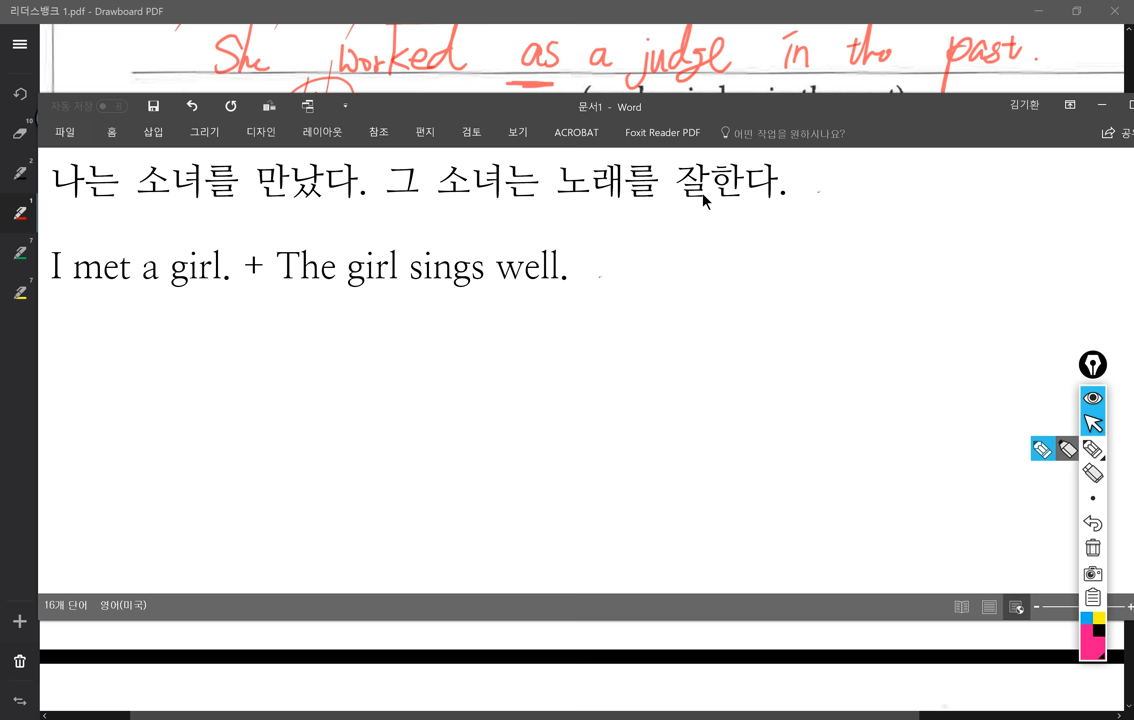 리더스뱅크 1.pdf - Drawboard PDF
She worked as a judge in the past.
자동 저장
문서1 - Word
김기환
파일 홈 삽입 그리기 디자인 레이아웃 참조 편지 검토 보기 ACROBAT Foxit Reader PDF 어떤 작업을 원하시나요?
10
2
1
7
7
나는 소녀를 만났다. 그 소녀는 노래를 잘한다.
I met a girl. + The girl sings well.
16개 단어 영어(미국)